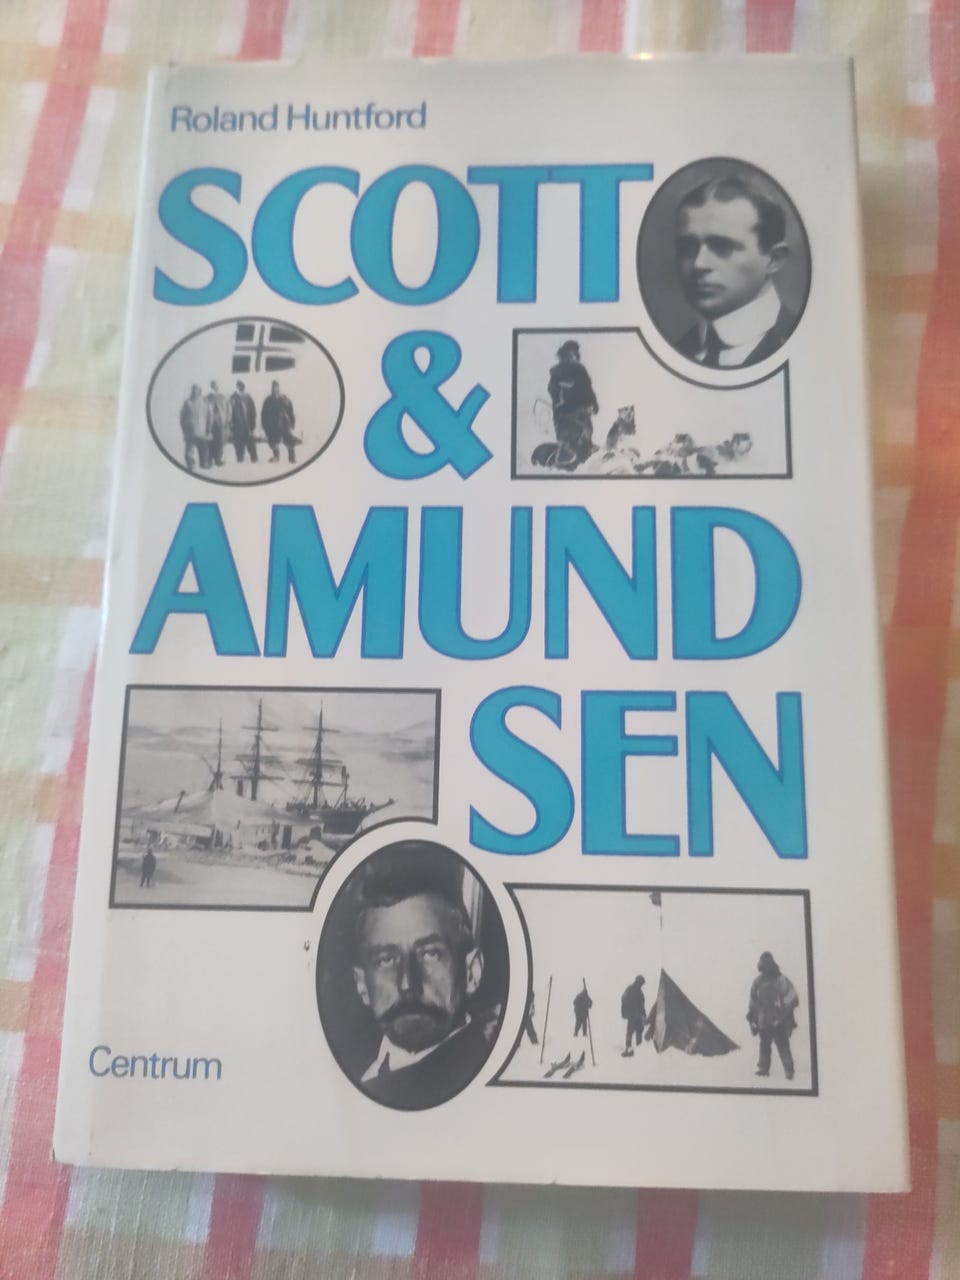 Roland Huntford
SCOTT
&
AMUND
SEN
Centrum